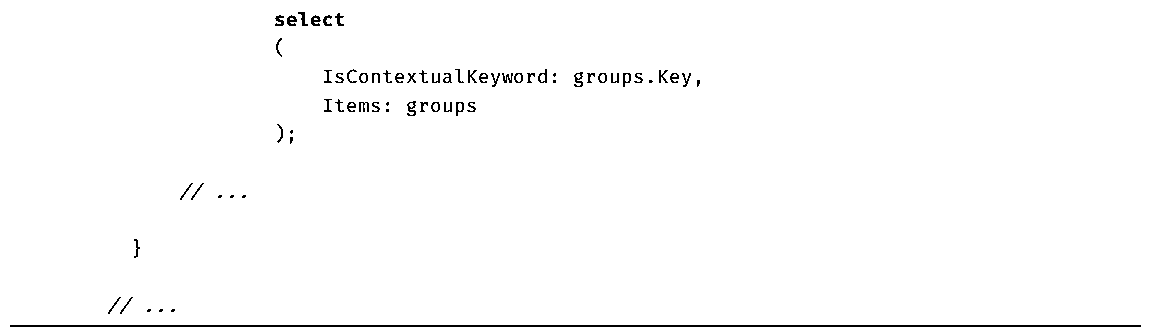 select
(
IsContextualKeyword: groups.Key,
Items: groups
);
// ...
}
// ...